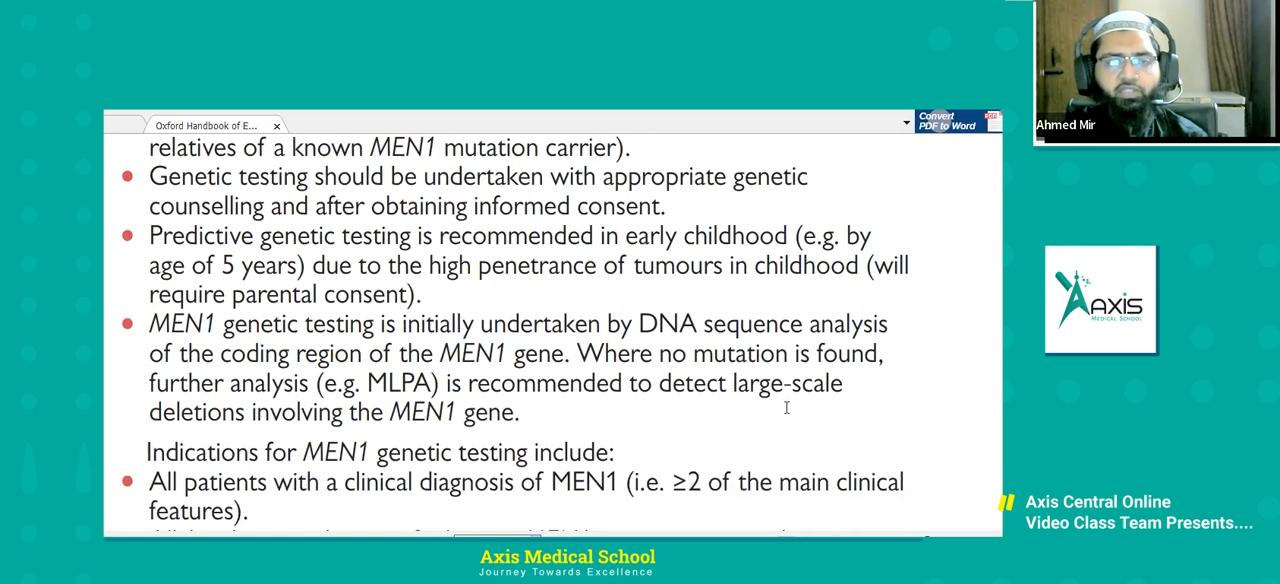 Oxford Handbook of E...
Convert
PDF to Word
Ahmed Mir
relatives of a known MEN1 mutation carrier).
Genetic testing should be undertaken with appropriate genetic
counselling and after obtaining informed consent.
Predictive genetic testing is recommended in early childhood (e.g. by
age of 5 years) due to the high penetrance of tumours in childhood (will
require parental consent).
MEN1 genetic testing is initially undertaken by DNA sequence analysis
of the coding region of the MEN1 gene. Where no mutation is found,
further analysis (e.g. MLPA) is recommended to detect large-scale
deletions involving the MEN1 gene.
Indications for MEN1 genetic testing include:
All patients with a clinical diagnosis of MEN1 (i.e. ≥2 of the main clinical
features).
AXIS
MEDICAL SCHOOL
Axis Central Online
Video Class Team Presents....
Axis Medical School
Journey Towards Excellence